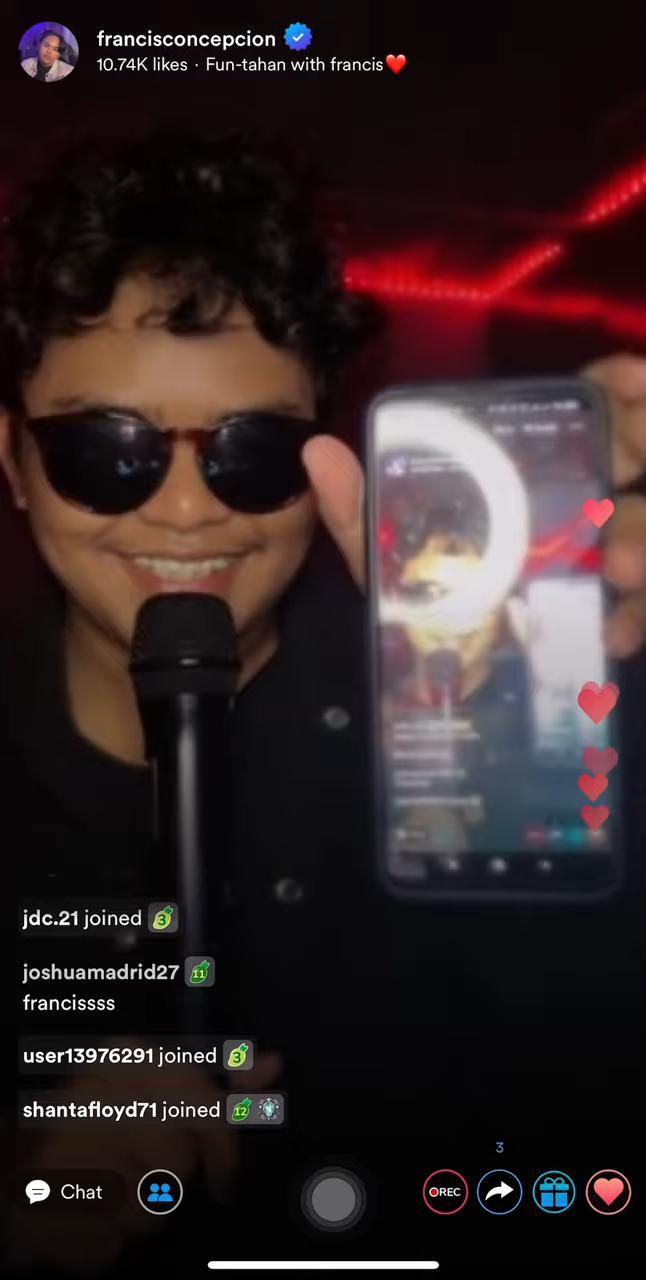 francisconcepcion
10.74K likes · Fun-tahan with francis❤️
jdc.21 joined 3
joshuamadrid27 11
francissss
user13976291 joined 3
shantafloyd71 joined 12
3
Chat
REC